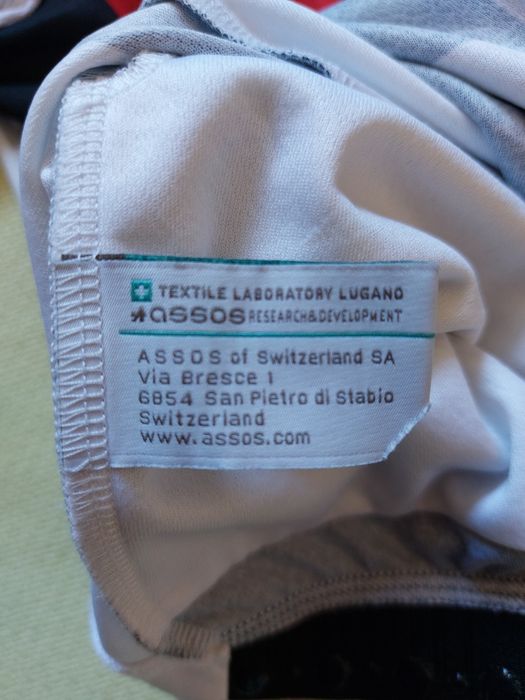 TEXTILE LABORATORY LUGANO
assos RESEARCH&DEVELOPMENT
ASSOS of Switzerland SA
Via Bresce 1
6854 San Pietro di Stabio
Switzerland
www.assos.com